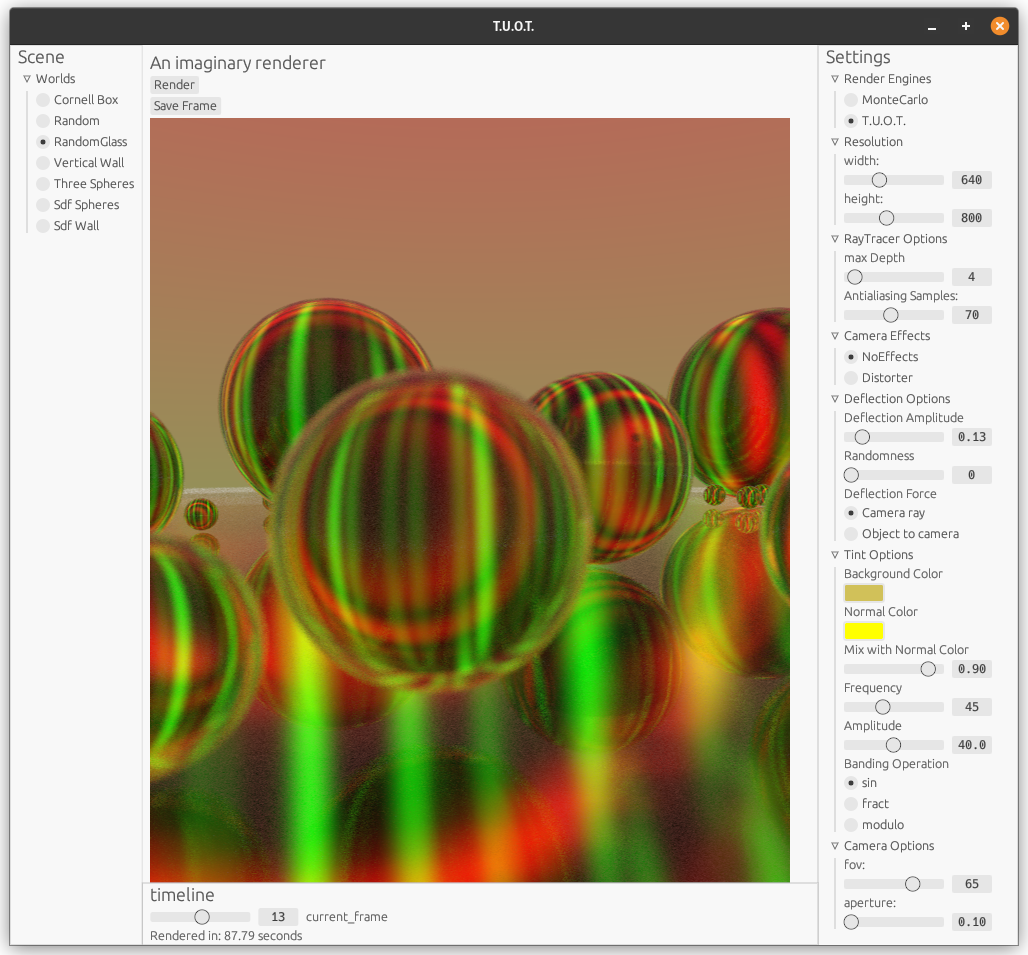 T.U.O.T.
Scene
Worlds
Cornell Box
Random
RandomGlass
Vertical Wall
Three Spheres
Sdf Spheres
Sdf Wall
An imaginary renderer
Render
Save Frame
timeline
13 current_frame
Rendered in: 87.79 seconds
Settings
Render Engines
MonteCarlo
T.U.O.T.
Resolution
width:
640
height:
800
RayTracer Options
max Depth
4
Antialiasing Samples:
70
Camera Effects
NoEffects
Distorter
Deflection Options
Deflection Amplitude
0.13
Randomness
0
Deflection Force
Camera ray
Object to camera
Tint Options
Background Color
Normal Color
Mix with Normal Color
0.90
Frequency
45
Amplitude
40.0
Banding Operation
sin
fract
modulo
Camera Options
fov:
65
aperture:
0.10